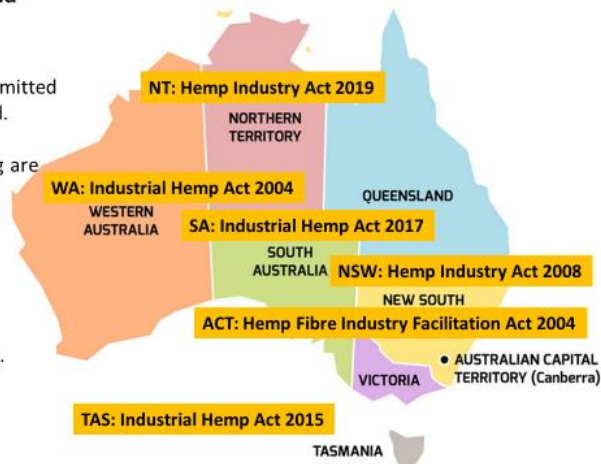 mitted
NT: Hemp Industry Act 2019
NORTHERN
TERRITORY
WA: Industrial Hemp Act 2004
WESTERN
AUSTRALIA
QUEENSLAND
SA: Industrial Hemp Act 2017
SOUTH
AUSTRALIA
NSW: Hemp Industry Act 2008
NEW SOUTH
ACT: Hemp Fibre Industry Facilitation Act 2004
AUSTRALIAN CAPITAL
TERRITORY (Canberra)
VICTORIA
TAS: Industrial Hemp Act 2015
TASMANIA